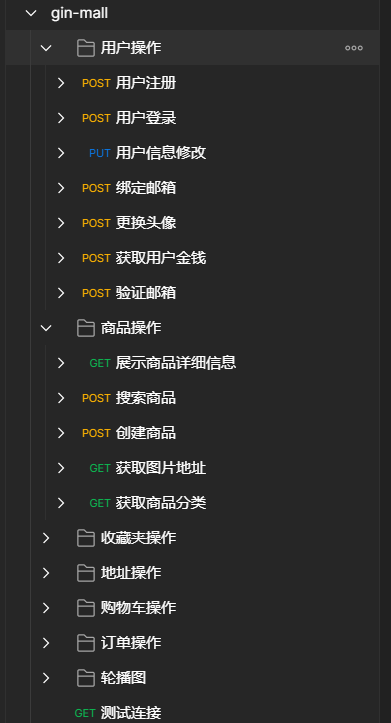 gin-mall
用户操作
POST 用户注册
POST 用户登录
PUT 用户信息修改
POST 绑定邮箱
POST 更换头像
POST 获取用户金钱
POST 验证邮箱
商品操作
GET 展示商品详细信息
POST 搜索商品
POST 创建商品
GET 获取图片地址
GET 获取商品分类
收藏夹操作
地址操作
购物车操作
订单操作
轮播图
GET 测试连接